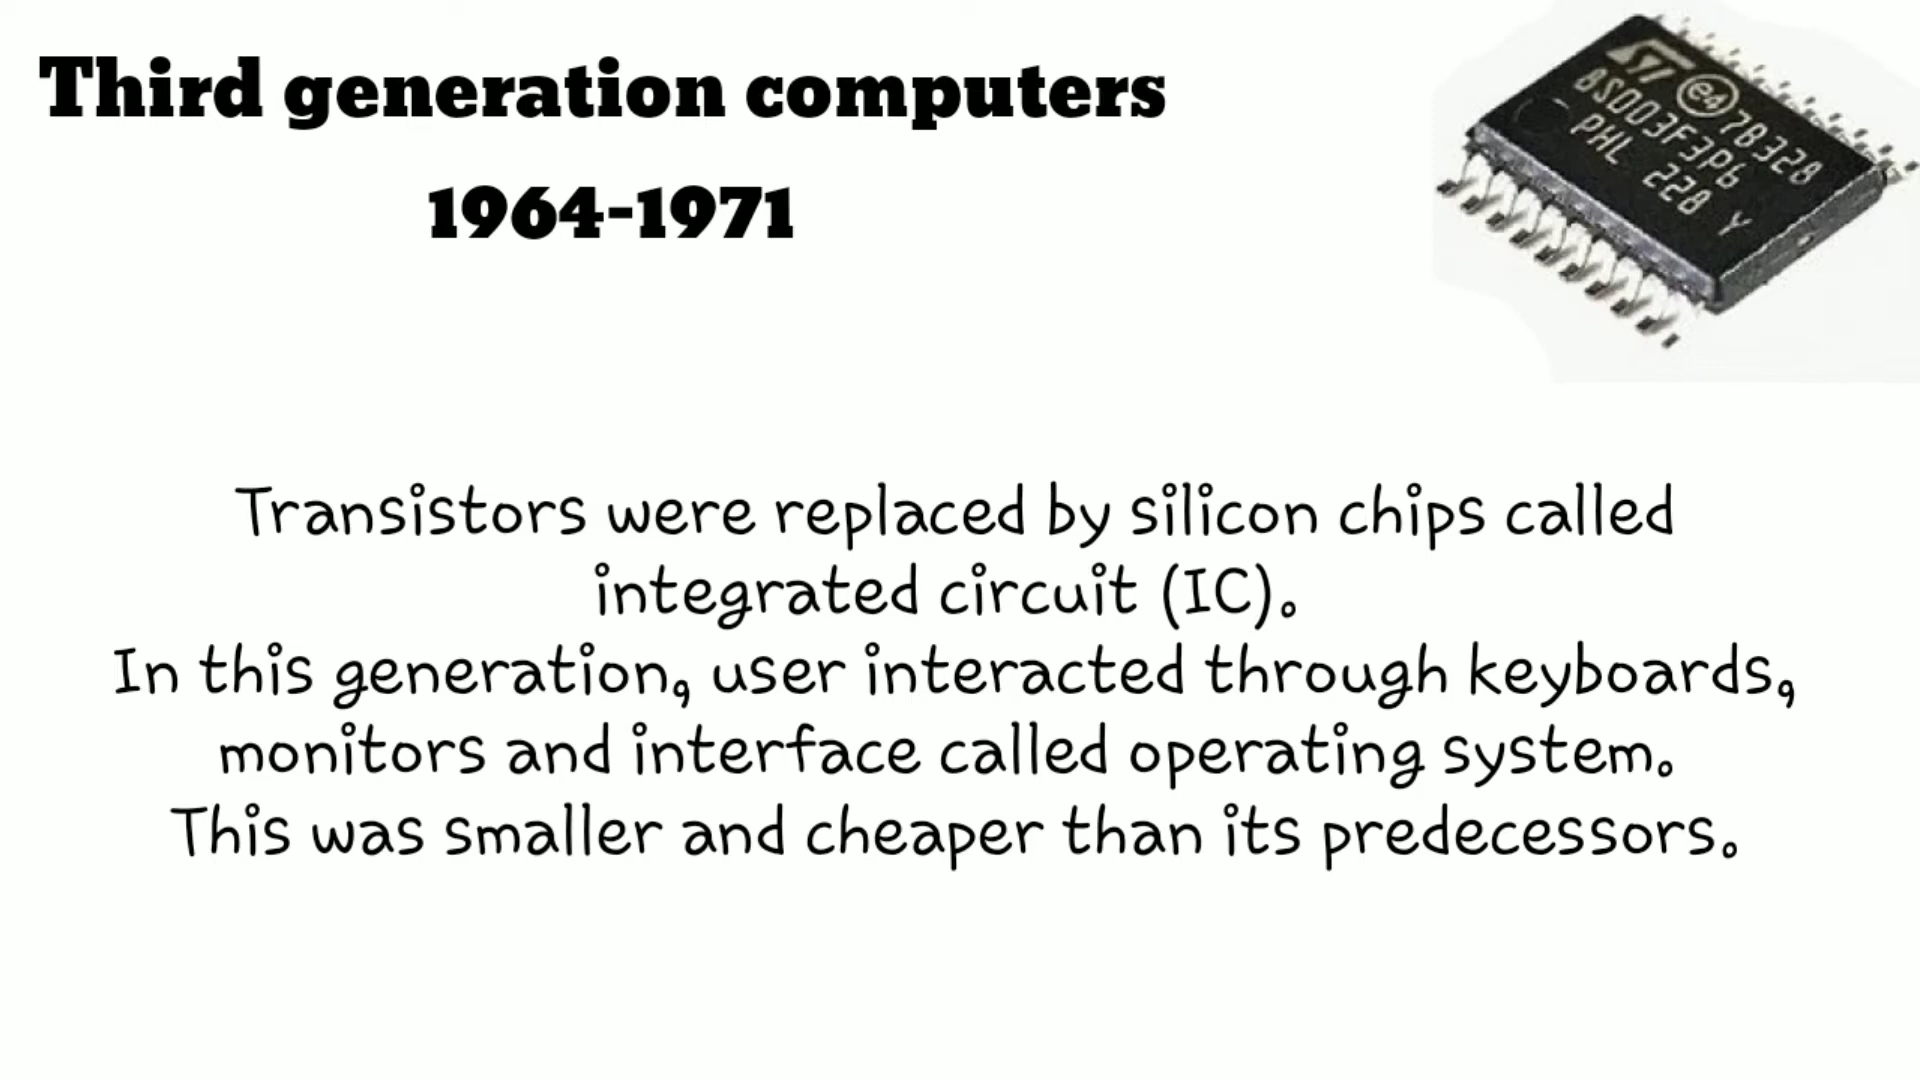 Third generation computers
1964-1971
ST e4
8S003F3P6
PHL 228 Y
78328
Transistors were replaced by silicon chips called
integrated circuit (IC).
In this generation, user interacted through keyboards,
monitors and interface called operating system.
This was smaller and cheaper than its predecessors.